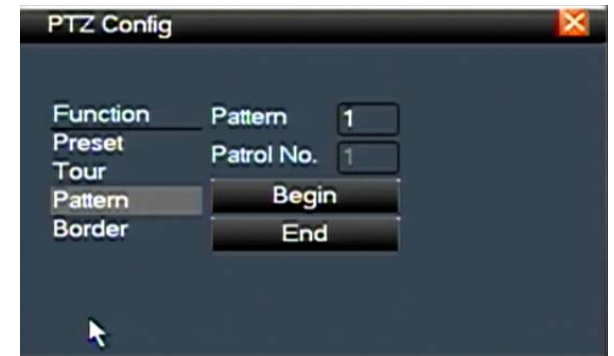 PTZ Config
Function
Preset
Tour
Pattern
Border
Pattern 1
Patrol No. 1
Begin
End